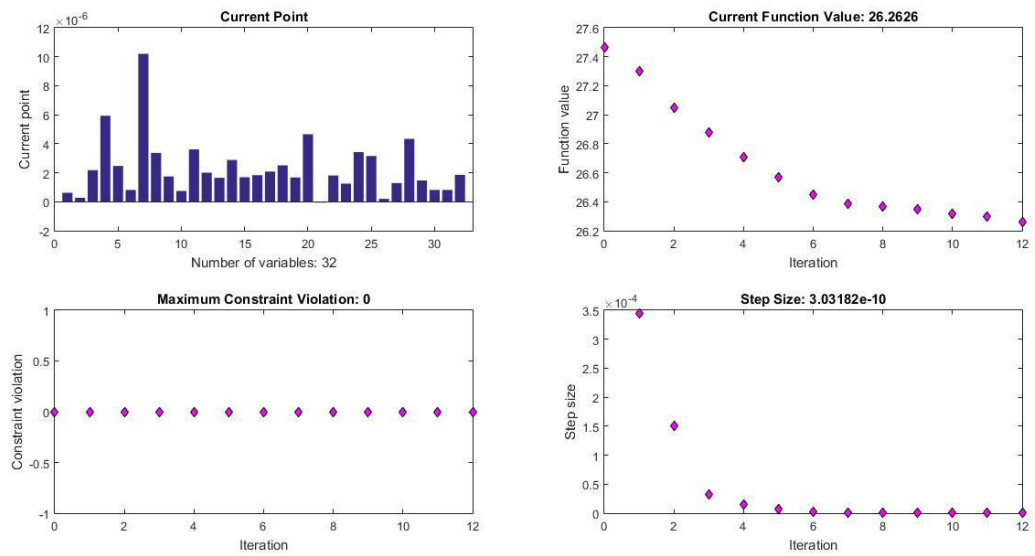 Current Point
×10⁻⁶
12
10
8
6
4
2
0
-2
Current point
0 5 10 15 20 25 30
Number of variables: 32
Current Function Value: 26.2626
27.6
27.4
27.2
27
26.8
26.6
26.4
26.2
Function value
0 2 4 6 8 10 12
Iteration
Maximum Constraint Violation: 0
1
0.5
0
-0.5
-1
Constraint violation
0 2 4 6 8 10 12
Iteration
Step Size: 3.03182e-10
×10⁻⁴
3.5
3
2.5
2
1.5
1
0.5
0
Step size
0 2 4 6 8 10 12
Iteration